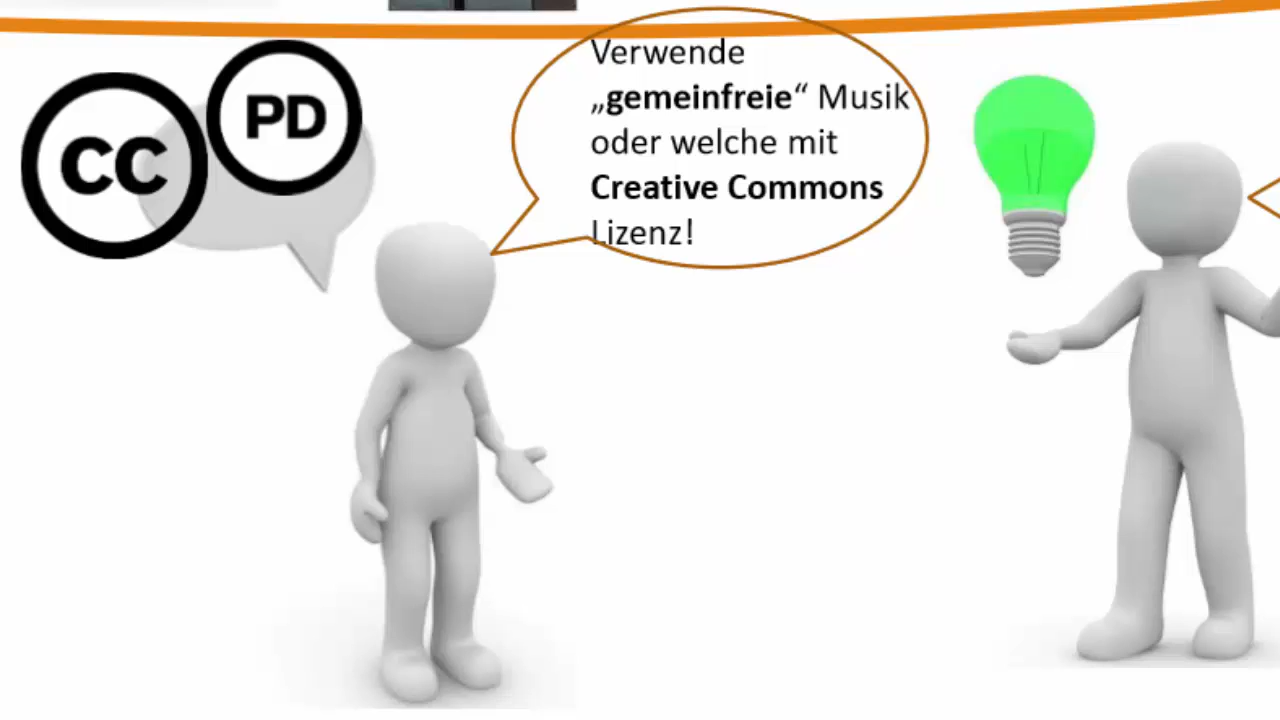 CC
PD
Verwende
„gemeinfreie“ Musik
oder welche mit
Creative Commons
Lizenz!